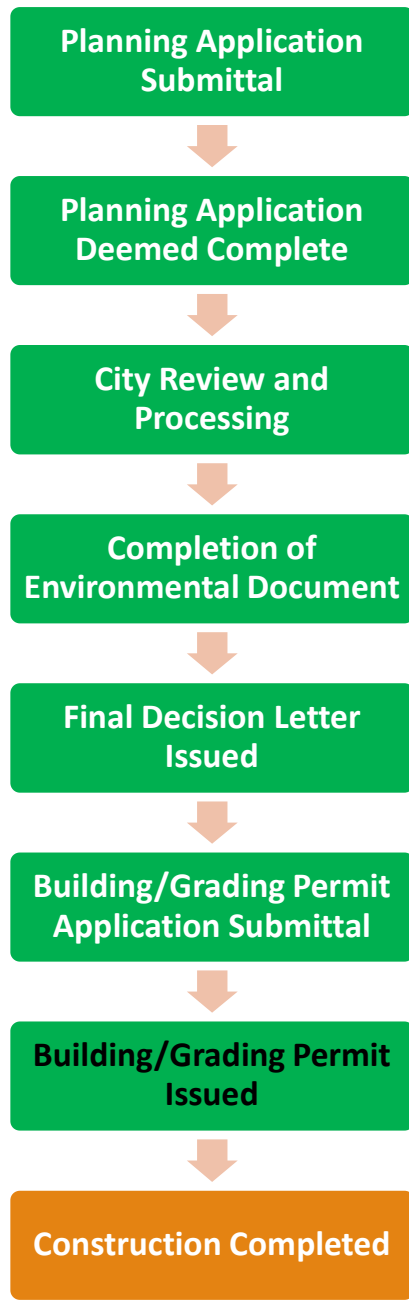 Planning Application
Submittal
Planning Application
Deemed Complete
City Review and
Processing
Completion of
Environmental Document
Final Decision Letter
Issued
Building/Grading Permit
Application Submittal
Building/Grading Permit
Issued
Construction Completed